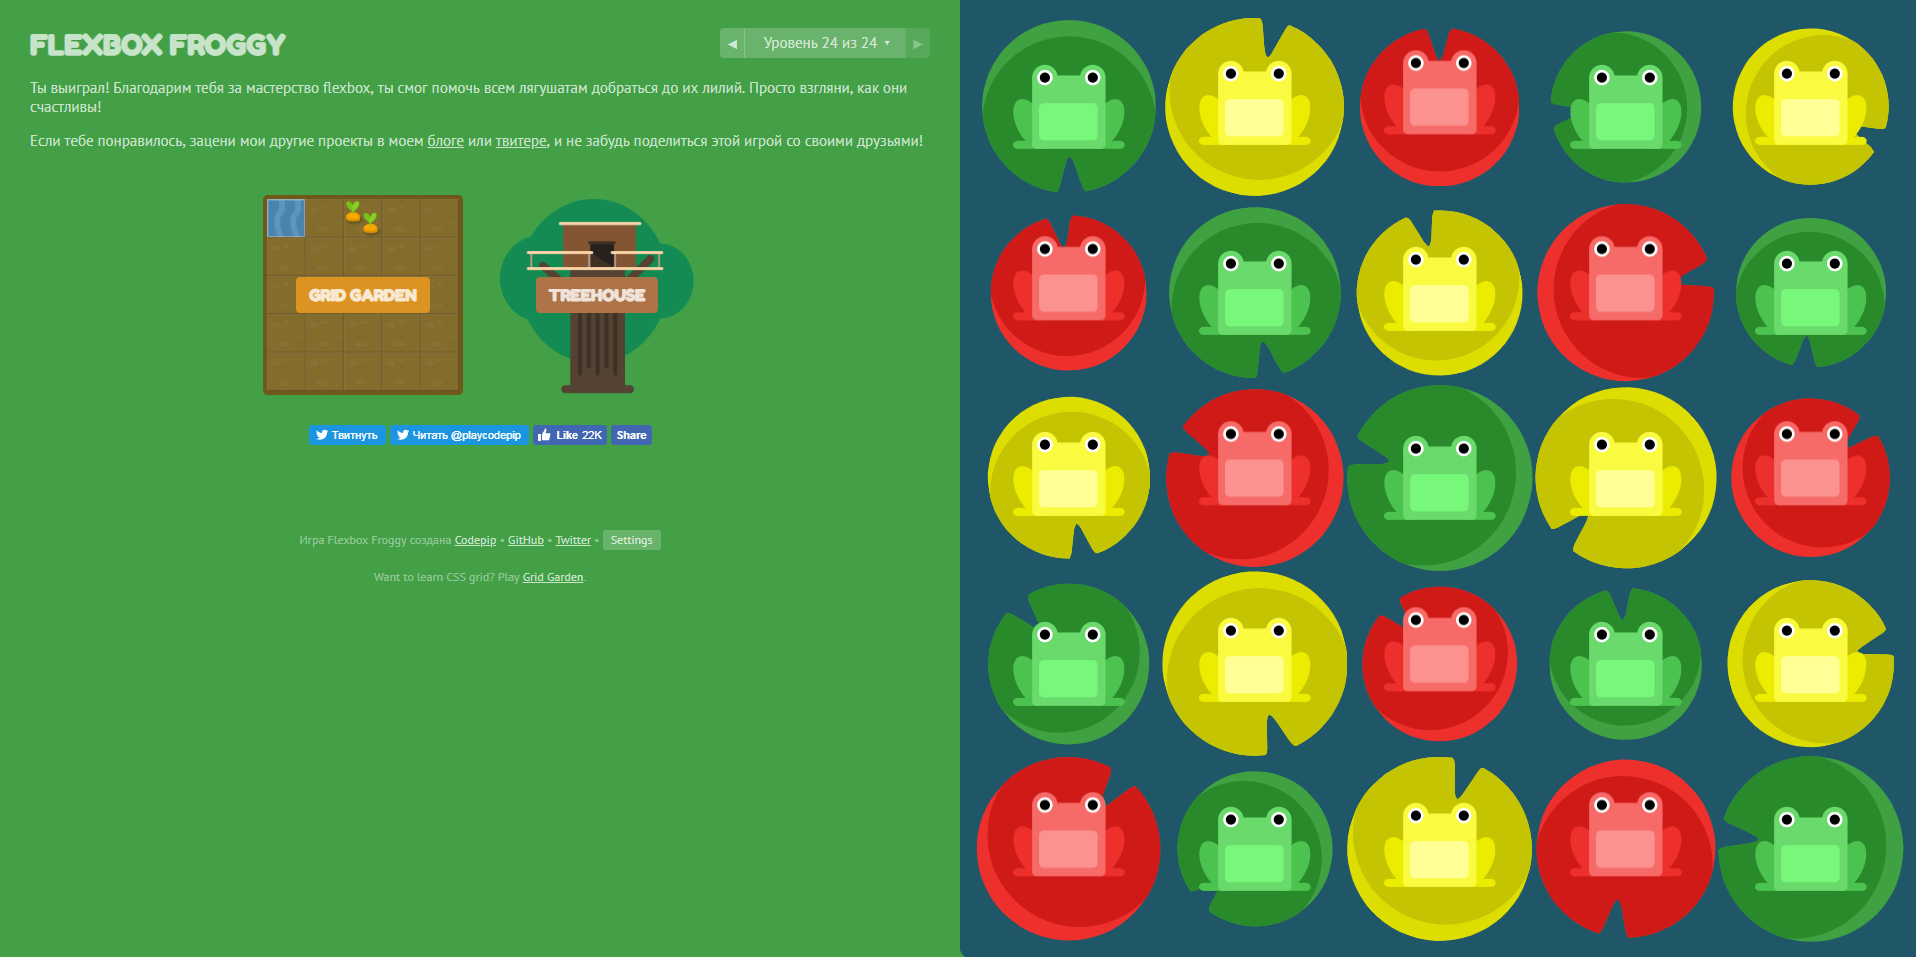 FLEXBOX FROGGY
◀ Уровень 24 из 24 ▾ ▶
Ты выиграл! Благодарим тебя за мастерство flexbox, ты смог помочь всем лягушатам добраться до их лилий. Просто взгляни, как они
счастливы!
Если тебе понравилось, зацени мои другие проекты в моем блоге или твитере, и не забудь поделиться этой игрой со своими друзьями!
GRID GARDEN
TREEHOUSE
Твитнуть
Читать @playcodepip
Like 22K
Share
Игра Flexbox Froggy создана Codepip • GitHub • Twitter • Settings
Want to learn CSS grid? Play Grid Garden.